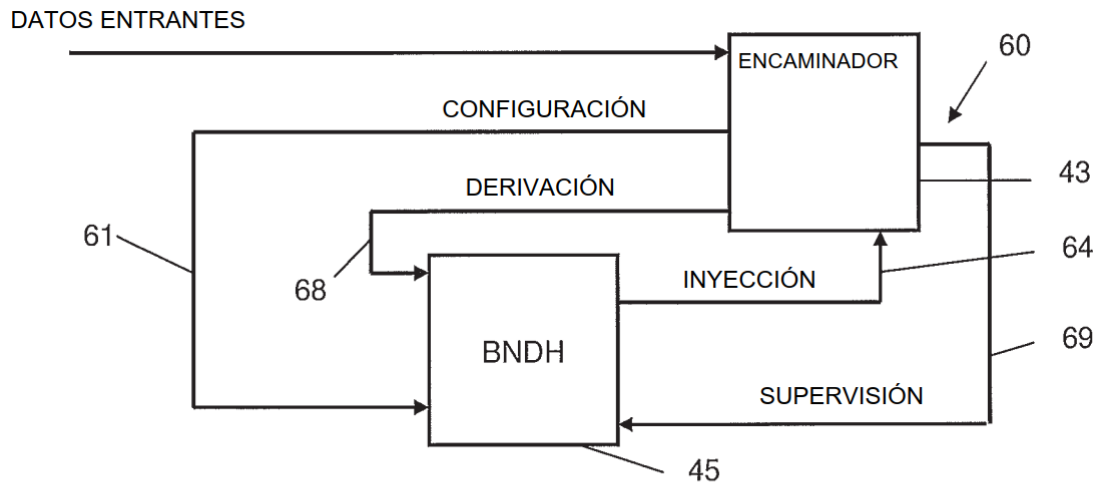 DATOS ENTRANTES
ENCAMINADOR
60
CONFIGURACIÓN
43
DERIVACIÓN
61
64
68
INYECCIÓN
BNDH
69
SUPERVISIÓN
45